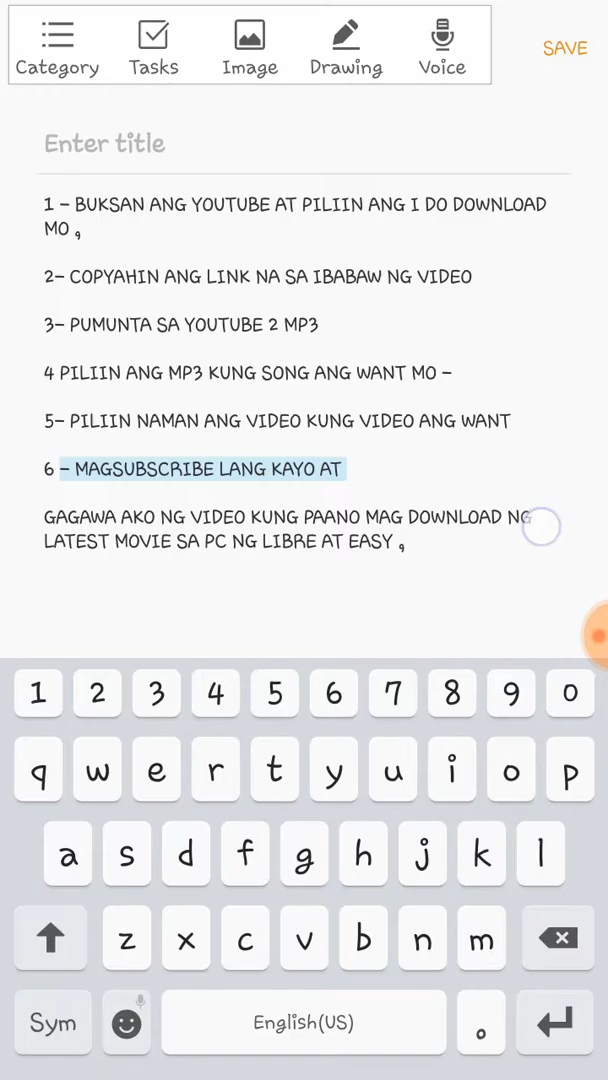 Category Tasks Image Drawing Voice SAVE
Enter title
1 – BUKSAN ANG YOUTUBE AT PILIIN ANG I DO DOWNLOAD
MO ,
2– COPYAHIN ANG LINK NA SA IBABAW NG VIDEO
3– PUMUNTA SA YOUTUBE 2 MP3
4 PILIIN ANG MP3 KUNG SONG ANG WANT MO –
5– PILIIN NAMAN ANG VIDEO KUNG VIDEO ANG WANT
6 – MAGSUBSCRIBE LANG KAYO AT
GAGAWA AKO NG VIDEO KUNG PAANO MAG DOWNLOAD NG
LATEST MOVIE SA PC NG LIBRE AT EASY ,
1 2 3 4 5 6 7 8 9 0
q w e r t y u i o p
a s d f g h j k l
z x c v b n m
Sym English(US) .